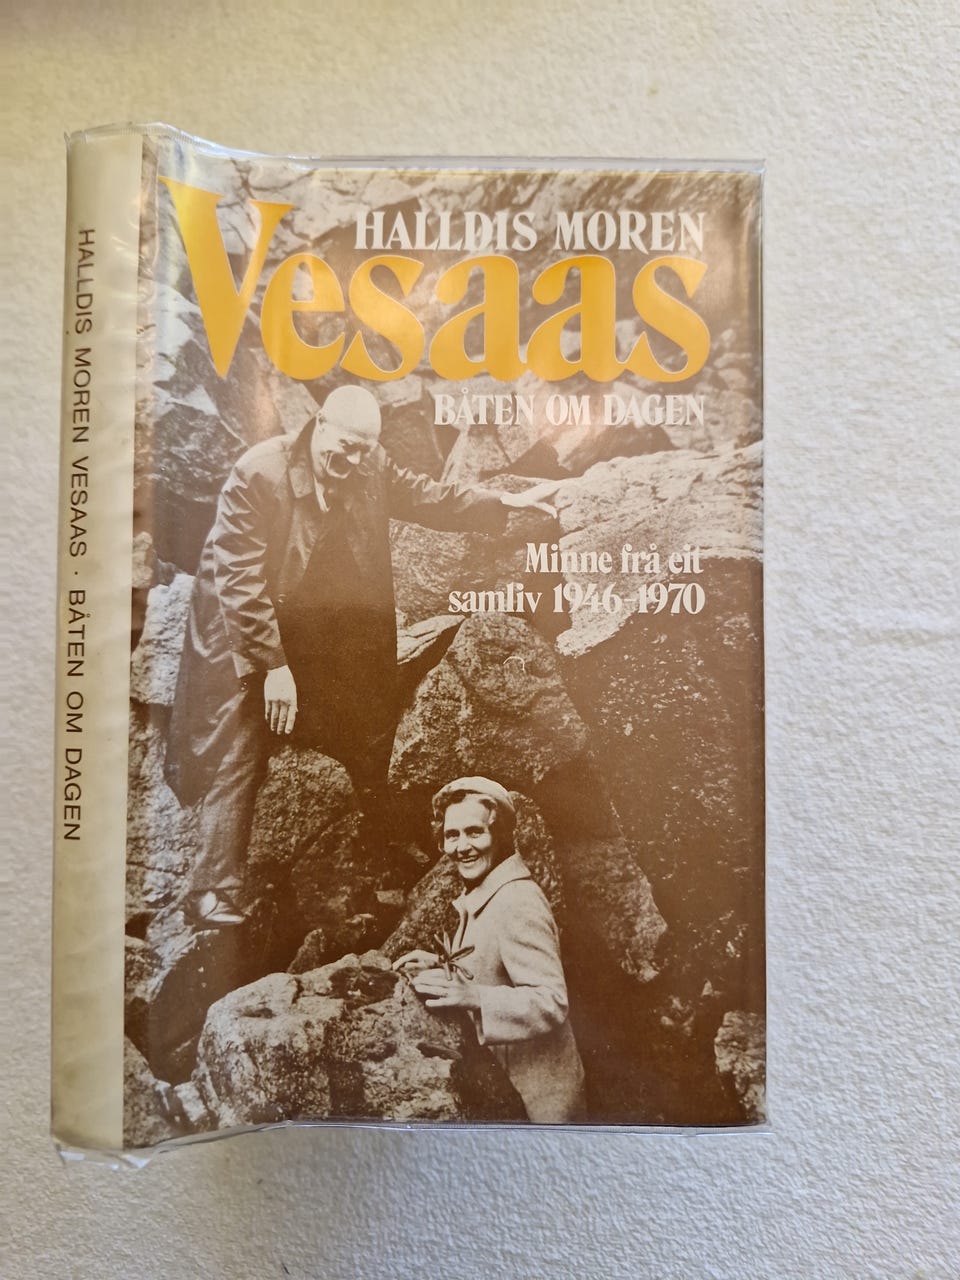 HALLDIS MOREN
Vesaas
BÅTEN OM DAGEN
Minne frå eit
samliv 1946-1970
HALLDIS MOREN VESAAS · BÅTEN OM DAGEN